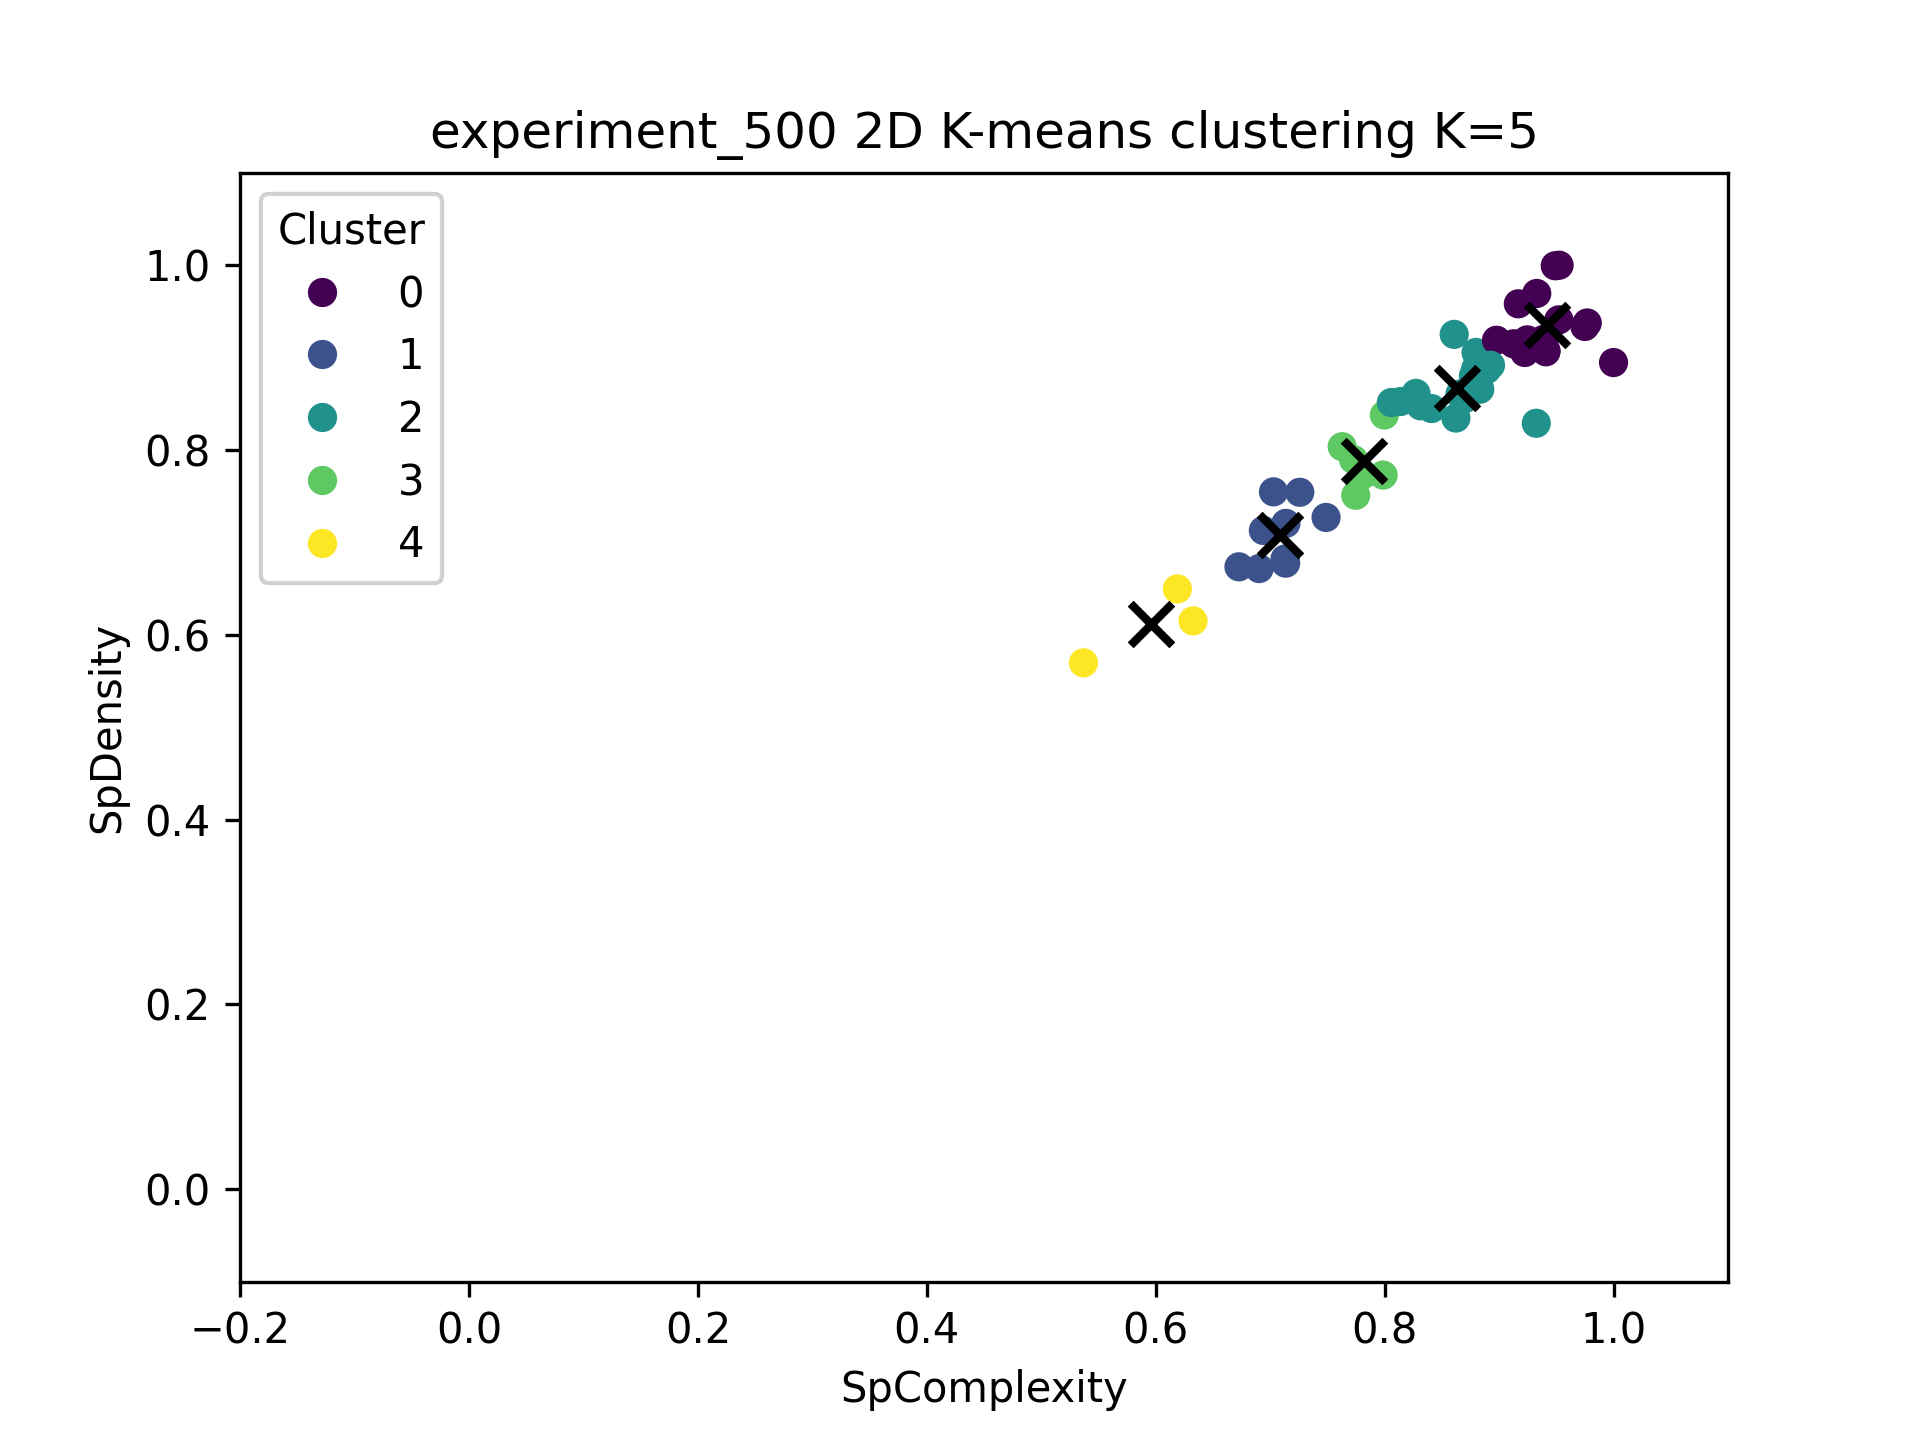 experiment_500 2D K-means clustering K=5
Cluster
0
1
2
3
4
1.0
0.8
0.6
0.4
0.2
0.0
SpDensity
−0.2 0.0 0.2 0.4 0.6 0.8 1.0
SpComplexity